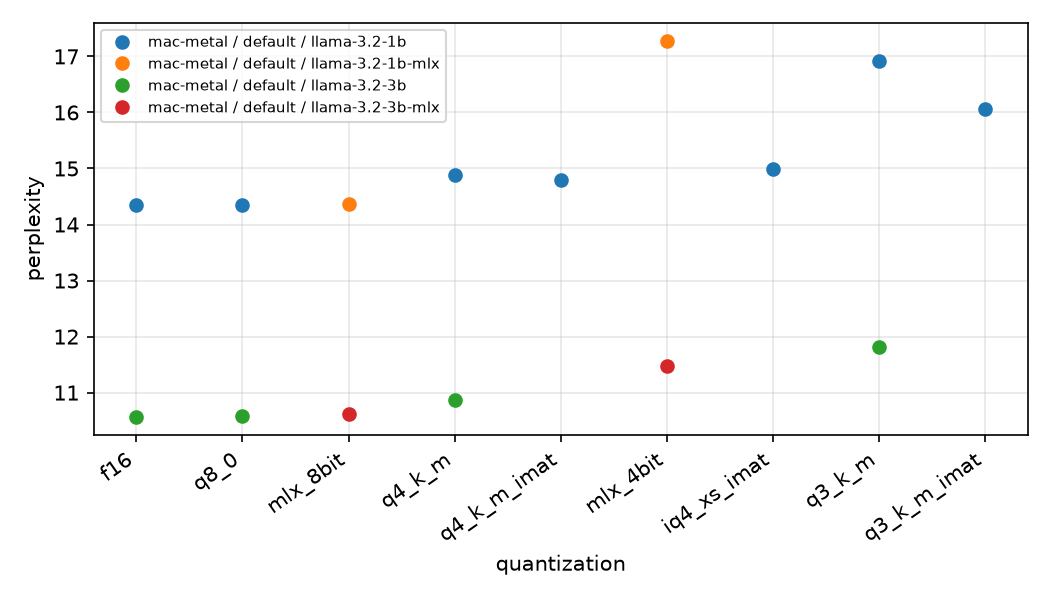 mac-metal / default / llama-3.2-1b
mac-metal / default / llama-3.2-1b-mlx
mac-metal / default / llama-3.2-3b
mac-metal / default / llama-3.2-3b-mlx
17
16
15
14
13
12
11
perplexity
f16
q8_0
mlx_8bit
q4_k_m
q4_k_m_imat
mlx_4bit
iq4_xs_imat
q3_k_m
q3_k_m_imat
quantization